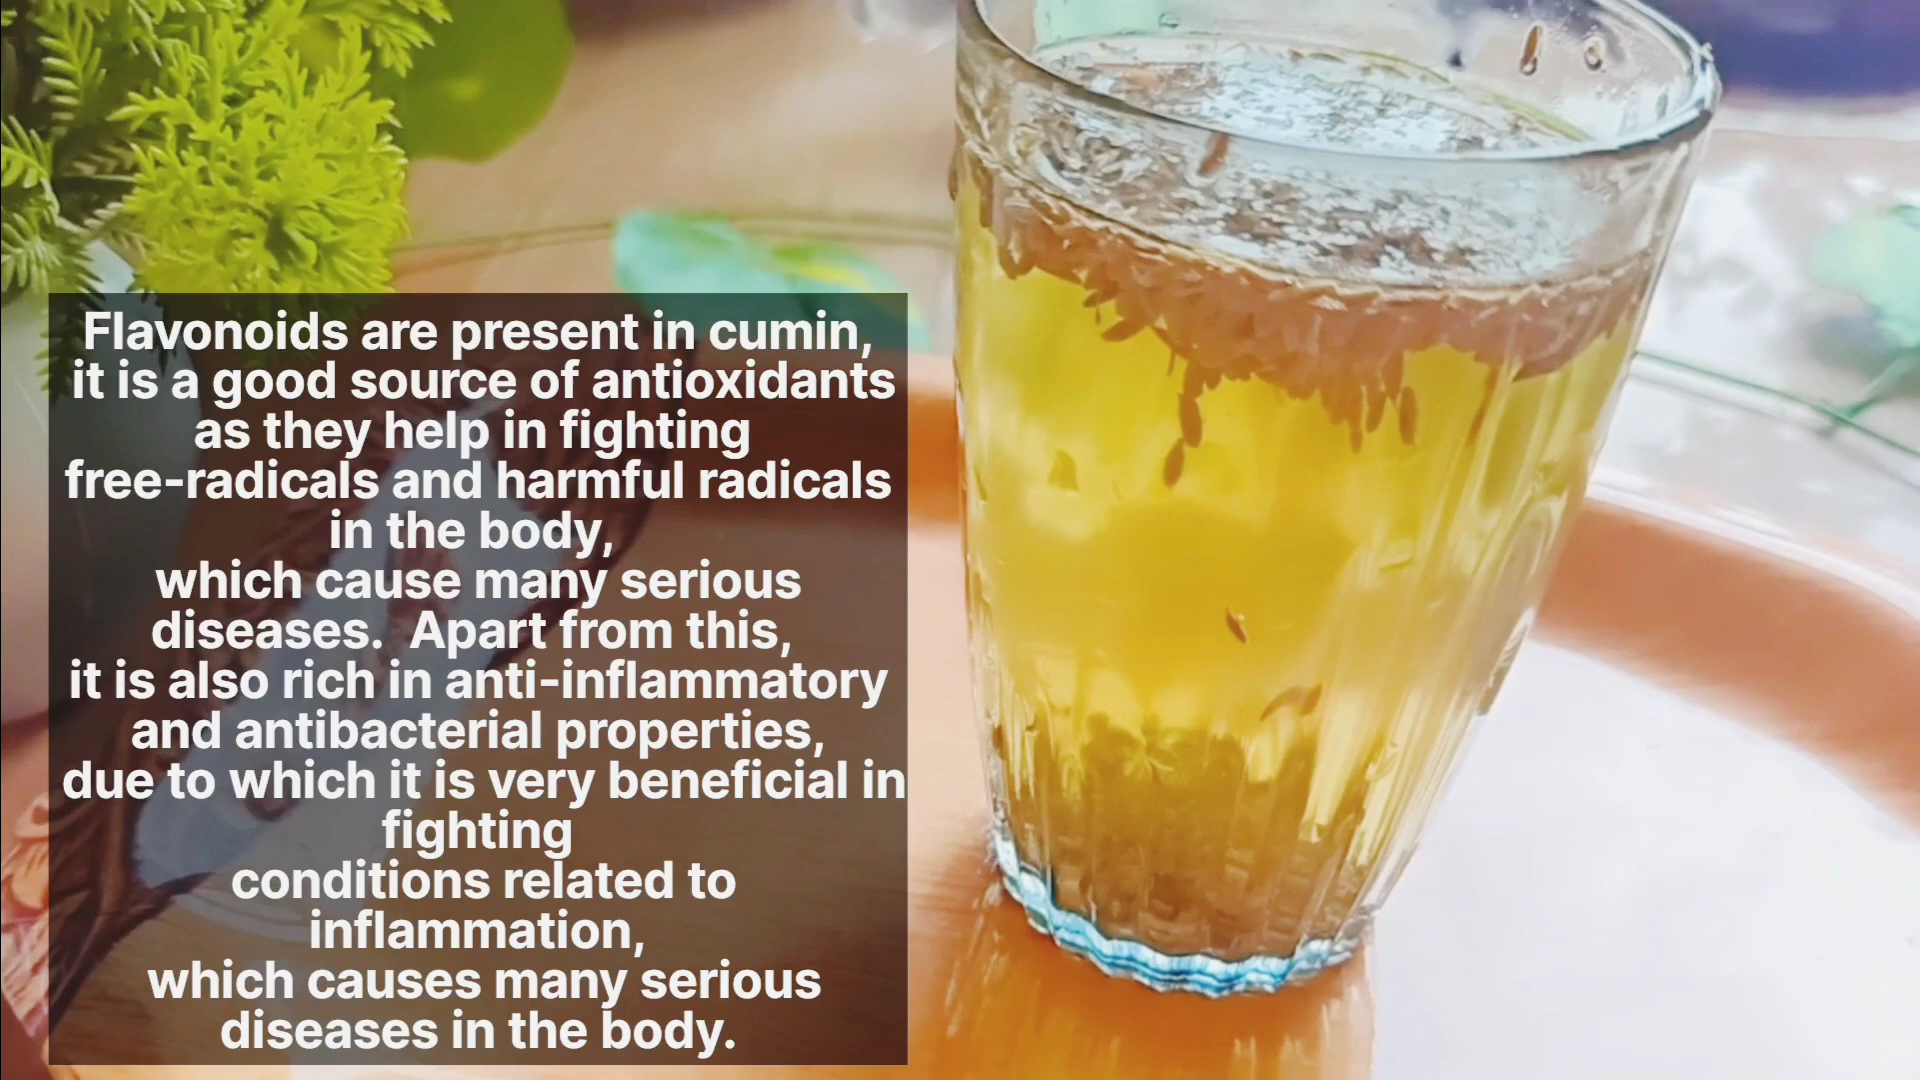 Flavonoids are present in cumin,
it is a good source of antioxidants
as they help in fighting
free-radicals and harmful radicals
in the body,
which cause many serious
diseases.  Apart from this,
it is also rich in anti-inflammatory
and antibacterial properties,
due to which it is very beneficial in
fighting
conditions related to
inflammation,
which causes many serious
diseases in the body.